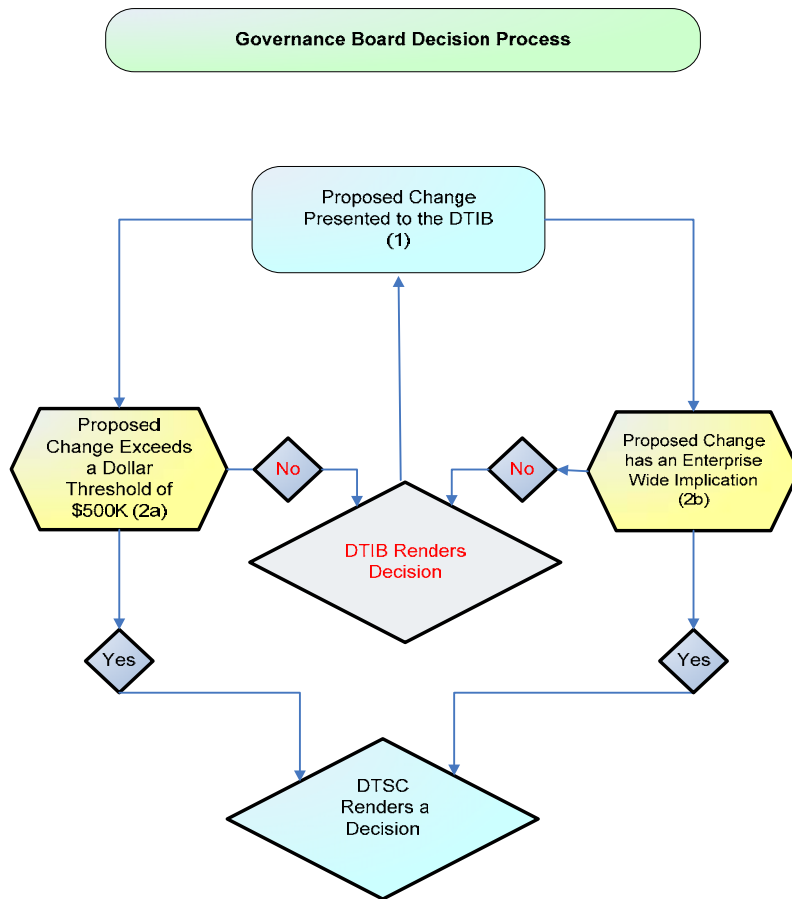 Governance Board Decision Process
Proposed Change
Presented to the DTIB
(1)
Proposed
Change Exceeds
a Dollar
Threshold of
$500K (2a)
No
No
Proposed Change
has an Enterprise
Wide Implication
(2b)
DTIB Renders
Decision
Yes
Yes
DTSC
Renders a
Decision